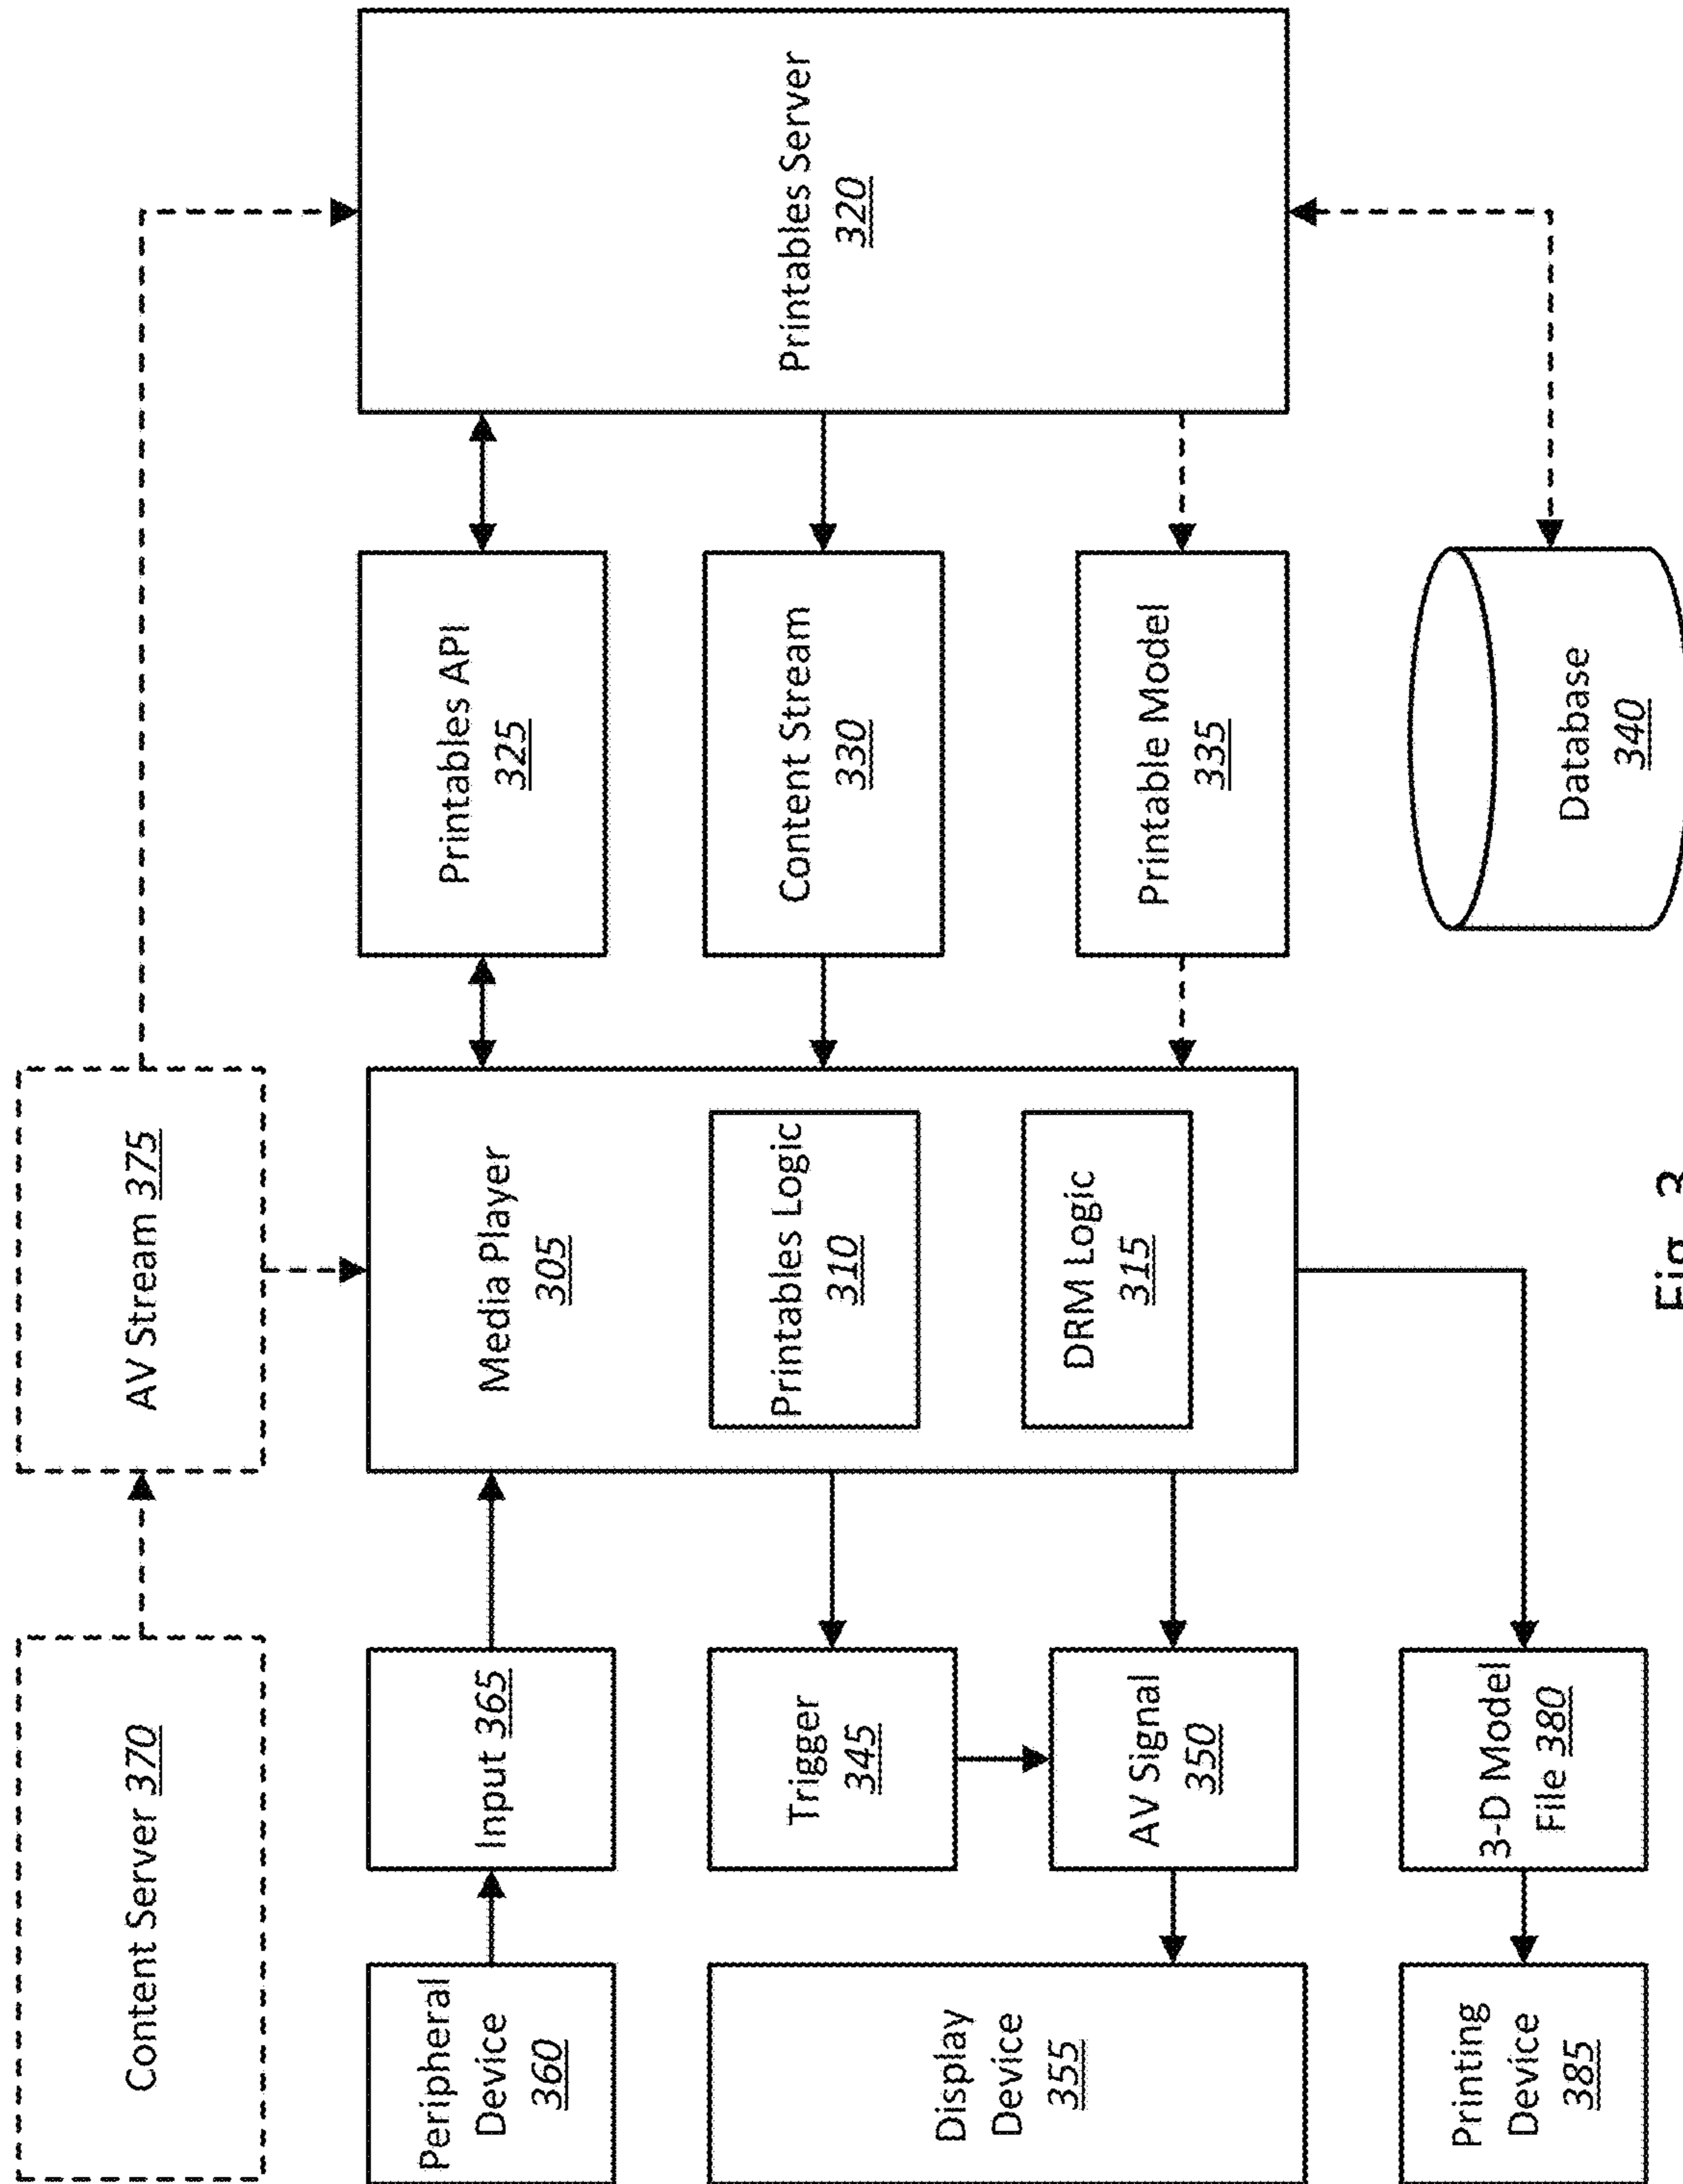 Content Server 370
AV Stream 375
Peripheral
Device
360
Input 365
Media Player
305
Printables API
325
Printables Server
320
Display
Device
355
Trigger
345
Printables Logic
310
Content Stream
330
AV Signal
350
DRM Logic
315
Printable Model
335
Printing
Device
385
3-D Model
File 380
Database
340
Fig. 3